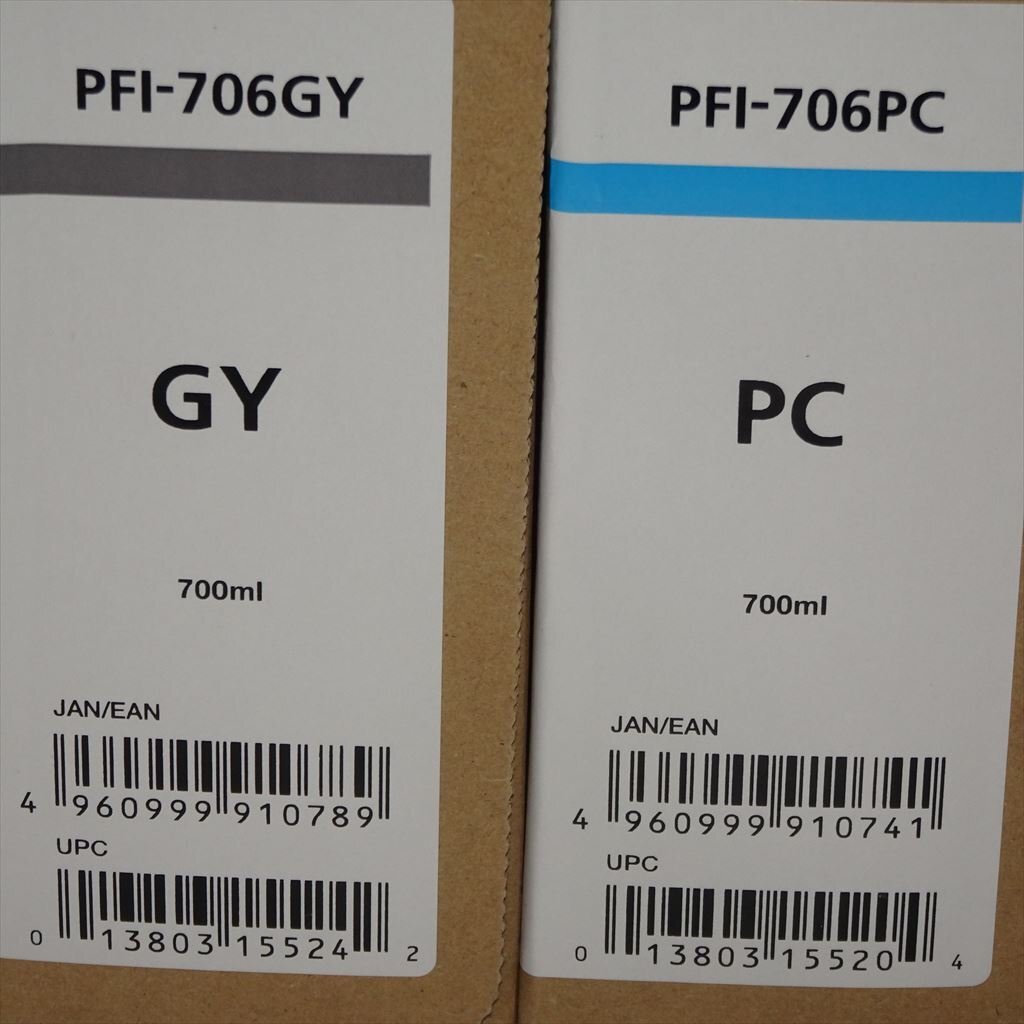 PFI-706GY
GY
700ml
JAN/EAN
4 960999 910789
UPC
0 13803 15524 2
PFI-706PC
PC
700ml
JAN/EAN
4 960999 910741
UPC
0 13803 15520 4